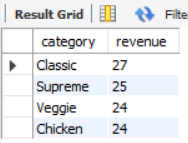 Result Grid Filte
category revenue
Classic 27
Supreme 25
Veggie 24
Chicken 24